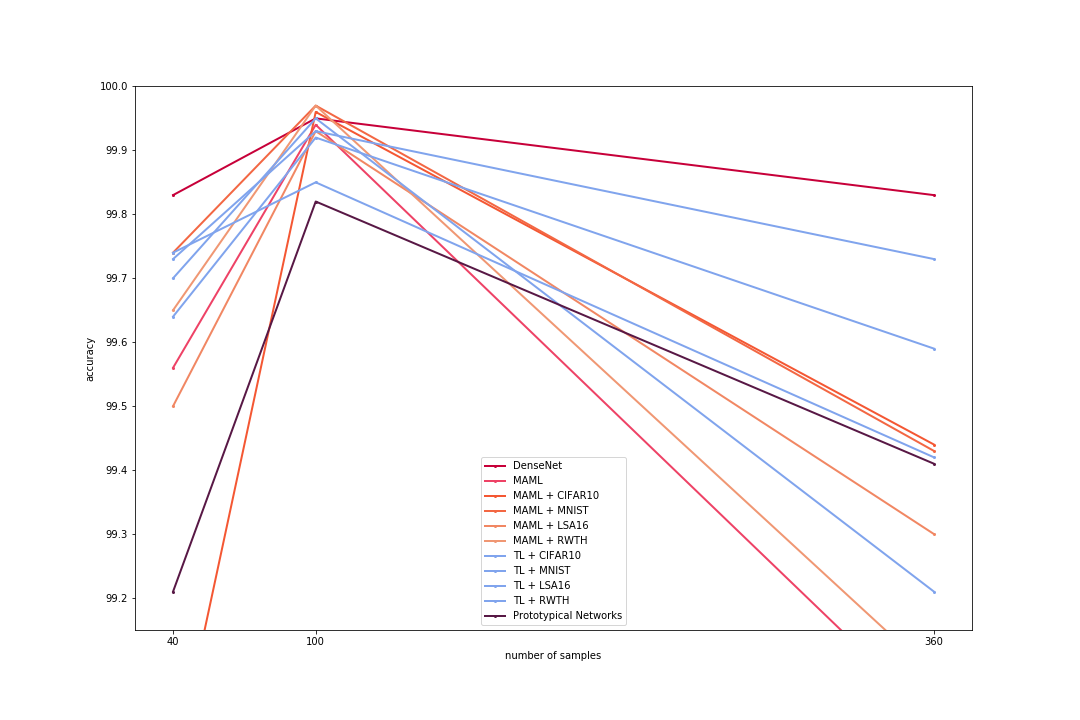 100.0
99.9
99.8
99.7
99.6
99.5
99.4
99.3
99.2
accuracy
40
100
360
number of samples
DenseNet
MAML
MAML + CIFAR10
MAML + MNIST
MAML + LSA16
MAML + RWTH
TL + CIFAR10
TL + MNIST
TL + LSA16
TL + RWTH
Prototypical Networks